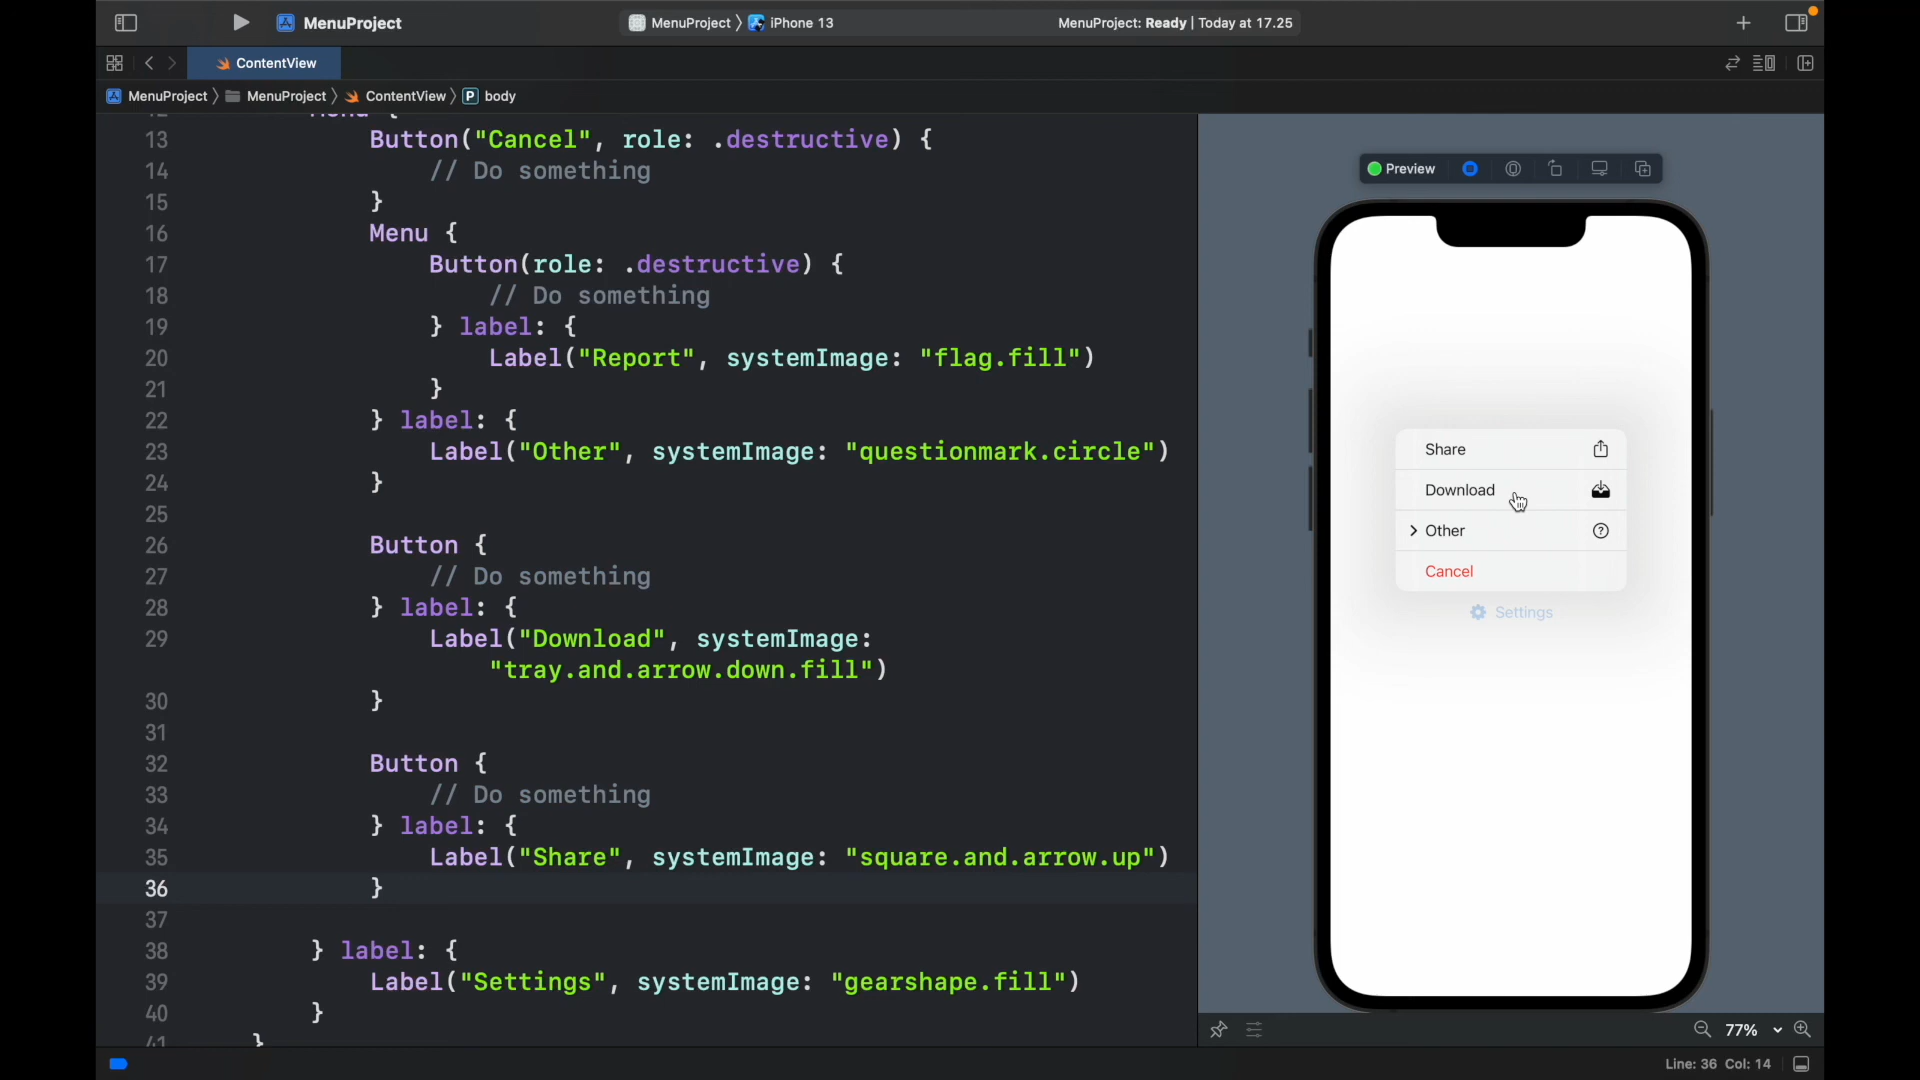 MenuProject
MenuProject 〉 iPhone 13
MenuProject: Ready | Today at 17.25
ContentView
MenuProject 〉 MenuProject 〉 ContentView 〉 P body
13 Button("Cancel", role: .destructive) {
14 // Do something
15 }
16 Menu {
17 Button(role: .destructive) {
18 // Do something
19 } label: {
20 Label("Report", systemImage: "flag.fill")
21 }
22 } label: {
23 Label("Other", systemImage: "questionmark.circle")
24 }
25
26 Button {
27 // Do something
28 } label: {
29 Label("Download", systemImage:
"tray.and.arrow.down.fill")
30 }
31
32 Button {
33 // Do something
34 } label: {
35 Label("Share", systemImage: "square.and.arrow.up")
36 }
37
38 } label: {
39 Label("Settings", systemImage: "gearshape.fill")
40 }
41 }
Preview
Share
Download
Other
Cancel
Settings
77%
Line: 36 Col: 14